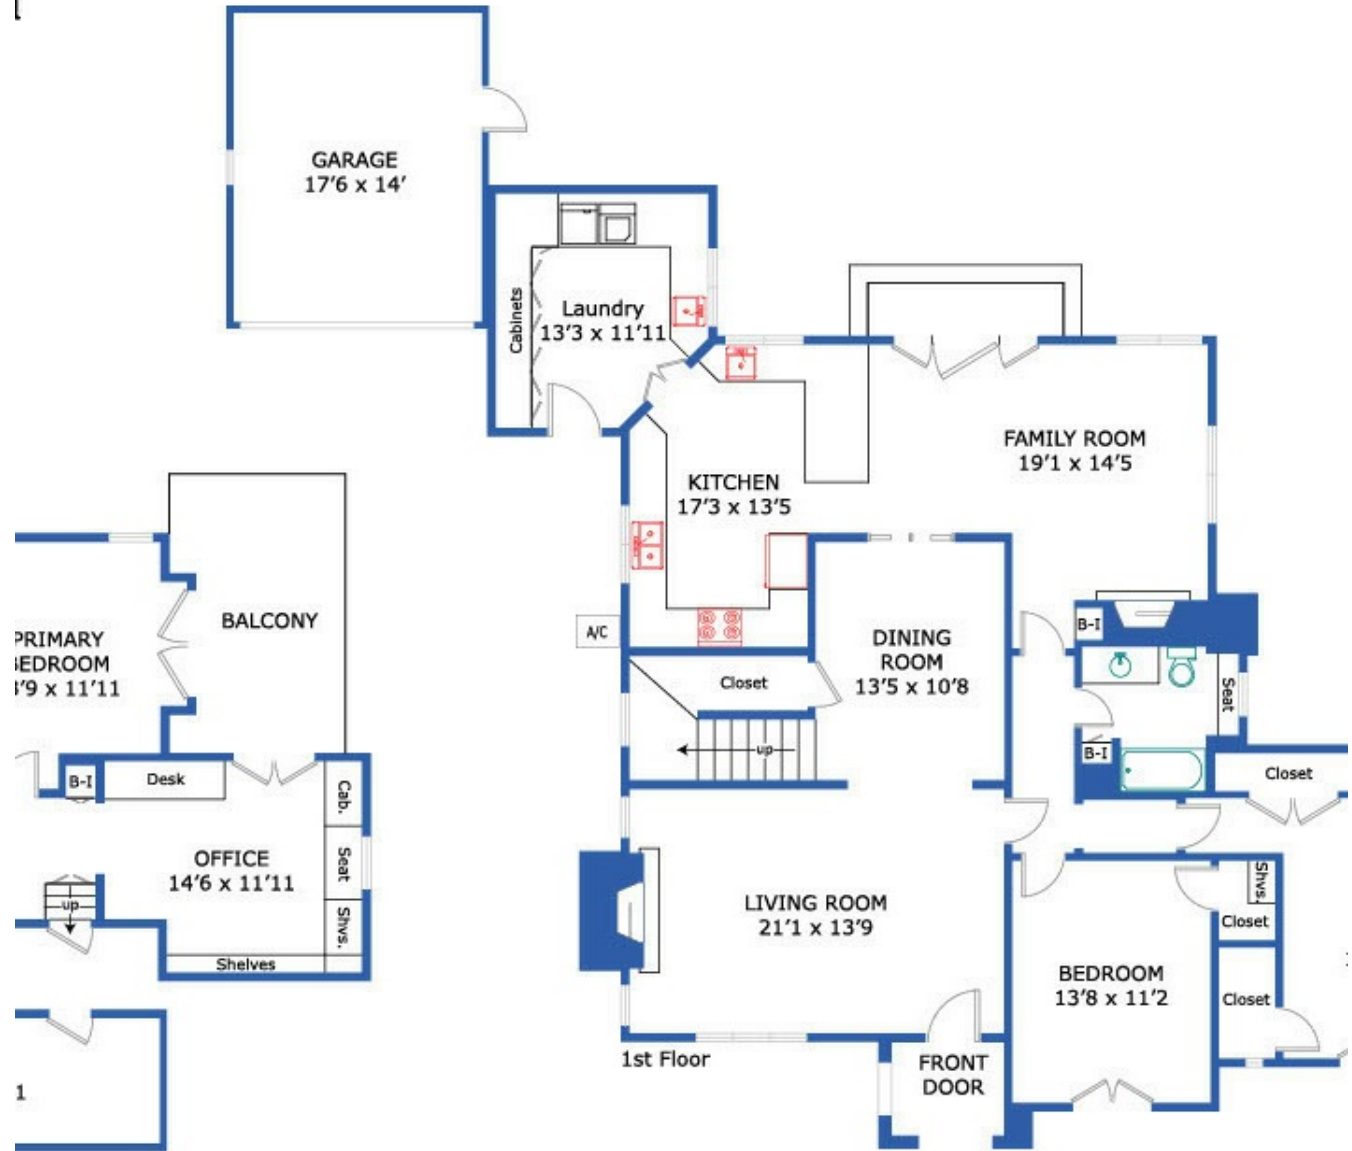 GARAGE
17'6 x 14'
Cabinets
Laundry
13'3 x 11'11
FAMILY ROOM
19'1 x 14'5
KITCHEN
17'3 x 13'5
BALCONY
PRIMARY
BEDROOM
'9 x 11'11
A/C
B-I
DINING
ROOM
13'5 x 10'8
Closet
Seat
up
B-I
Closet
B-I
Desk
Cab.
OFFICE
14'6 x 11'11
Seat
up
Shvs.
Shelves
LIVING ROOM
21'1 x 13'9
Shvs.
Closet
BEDROOM
13'8 x 11'2
Closet
1st Floor
FRONT
DOOR
1